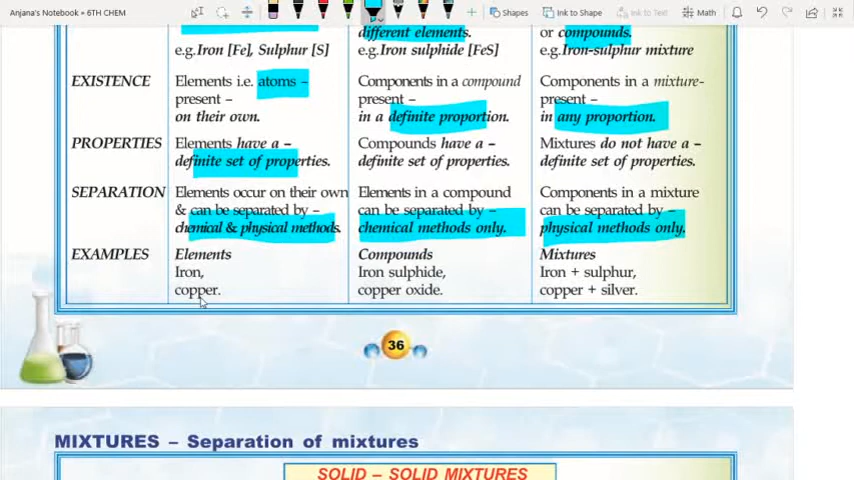 Anjana's Notebook » 6TH CHEM
Shapes Ink to Shape Ink to Text Math
different elements. or compounds.
e.g.Iron [Fe], Sulphur [S] e.g.Iron sulphide [FeS] e.g.Iron-sulphur mixture
EXISTENCE Elements i.e. atoms – Components in a compound Components in a mixture-
present – present – present –
on their own. in a definite proportion. in any proportion.
PROPERTIES Elements have a – Compounds have a – Mixtures do not have a –
definite set of properties. definite set of properties. definite set of properties.
SEPARATION Elements occur on their own Elements in a compound Components in a mixture
& can be separated by – can be separated by – can be separated by –
chemical & physical methods. chemical methods only. physical methods only.
EXAMPLES Elements Compounds Mixtures
Iron, Iron sulphide, Iron + sulphur,
copper. copper oxide. copper + silver.
36
MIXTURES – Separation of mixtures
SOLID – SOLID MIXTURES